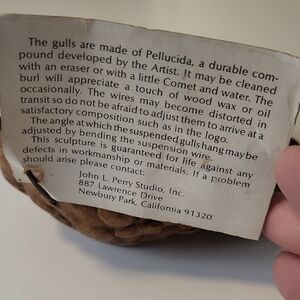 The gulls are made of Pellucida, a durable com-
pound developed by the Artist. It may be cleaned
with an eraser or with a little Comet and water. The
burl will appreciate a touch of wood wax or oil
occasionally. The wires may become distorted in
transit so do not be afraid to adjust them to arrive at a
satisfactory composition such as in the logo.
The angle at which the suspended gulls hang may be
adjusted by bending the suspension wire.
This sculpture is guaranteed for life against any
defects in workmanship or materials. If a problem
should arise please contact:
John L. Perry Studio, Inc.
887 Lawrence Drive
Newbury Park, California 91320